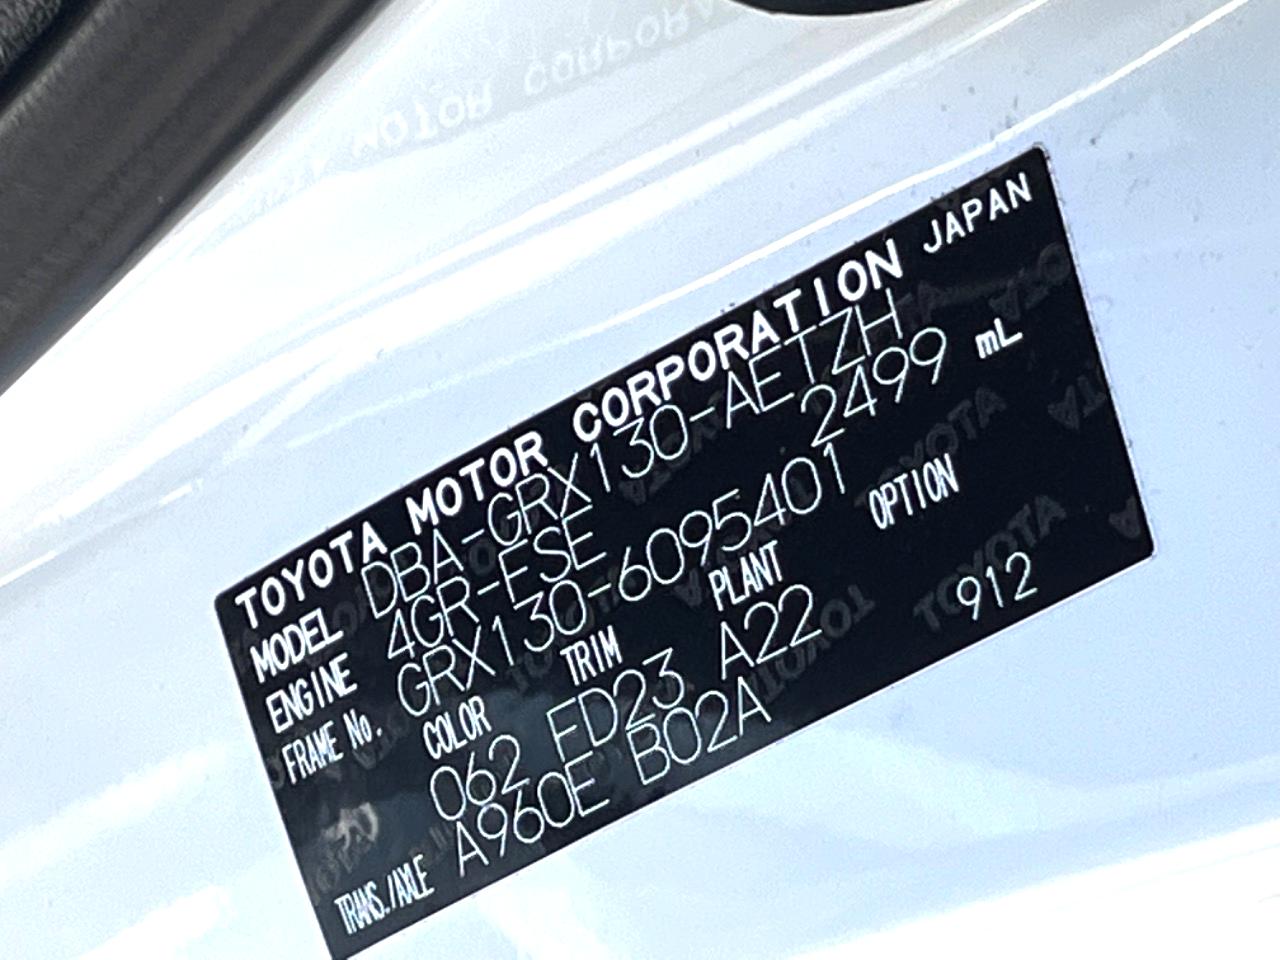 TOYOTA MOTOR CORPORATION JAPAN
MODEL DBA-GRX130-AETZH
ENGINE 4GR-FSE 2499 mL
FRAME No. GRX130-6095401
COLOR TRIM PLANT OPTION
062 FD23 A22 912
TRANS./AXLE A960E B02A